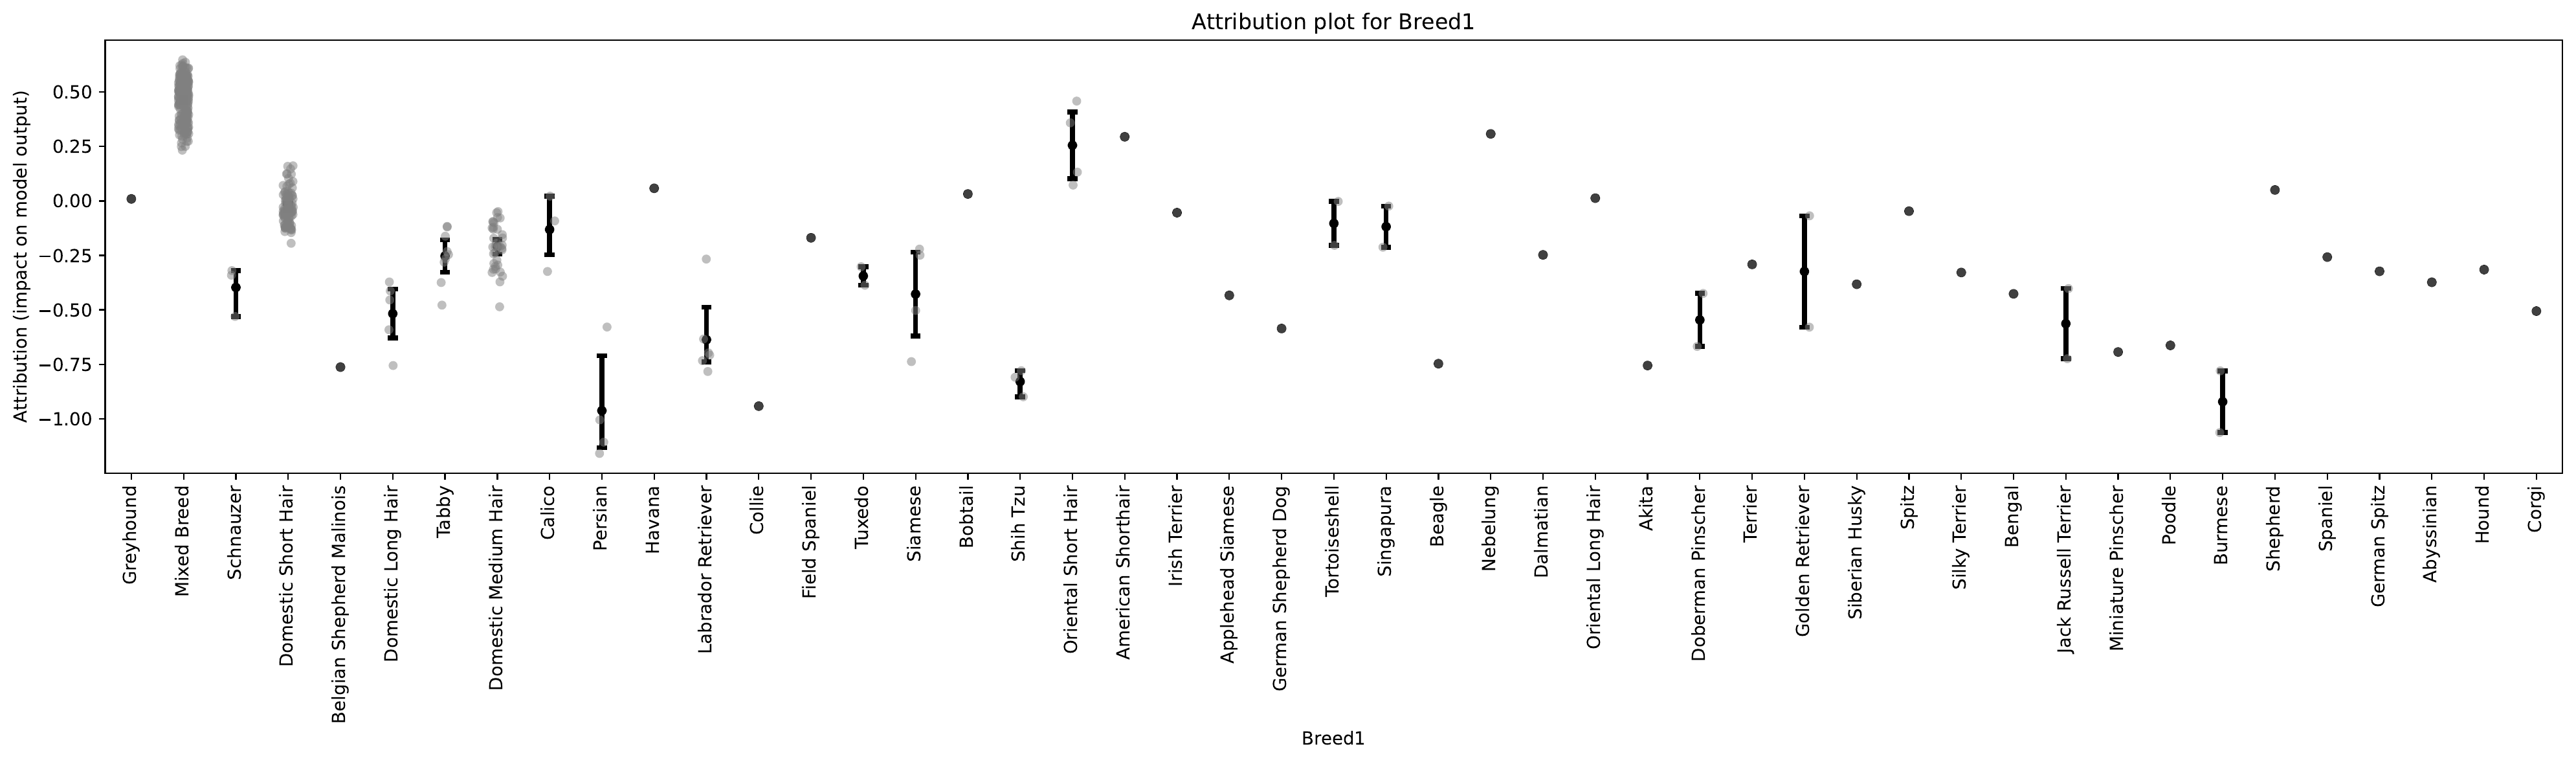 Attribution plot for Breed1
Attribution (impact on model output)
0.50
0.25
0.00
−0.25
−0.50
−0.75
−1.00
Greyhound
Mixed Breed
Schnauzer
Domestic Short Hair
Belgian Shepherd Malinois
Domestic Long Hair
Tabby
Domestic Medium Hair
Calico
Persian
Havana
Labrador Retriever
Collie
Field Spaniel
Tuxedo
Siamese
Bobtail
Shih Tzu
Oriental Short Hair
American Shorthair
Irish Terrier
Applehead Siamese
German Shepherd Dog
Tortoiseshell
Singapura
Beagle
Nebelung
Dalmatian
Oriental Long Hair
Akita
Doberman Pinscher
Terrier
Golden Retriever
Siberian Husky
Spitz
Silky Terrier
Bengal
Jack Russell Terrier
Miniature Pinscher
Poodle
Burmese
Shepherd
Spaniel
German Spitz
Abyssinian
Hound
Corgi
Breed1